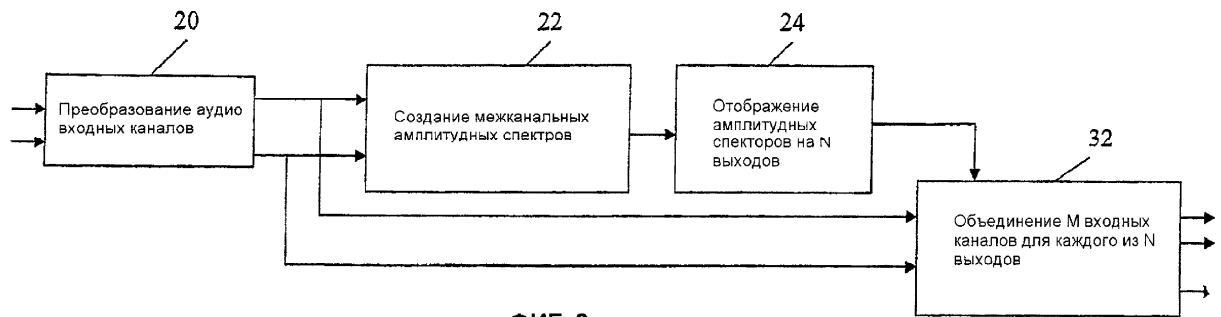 20
22
24
Преобразование аудио
входных каналов
Создание межканальных
амплитудных спектров
Отображение
амплитудных
спекторов на N
выходов
32
Объединение М входных
каналов для каждого из N
выходов